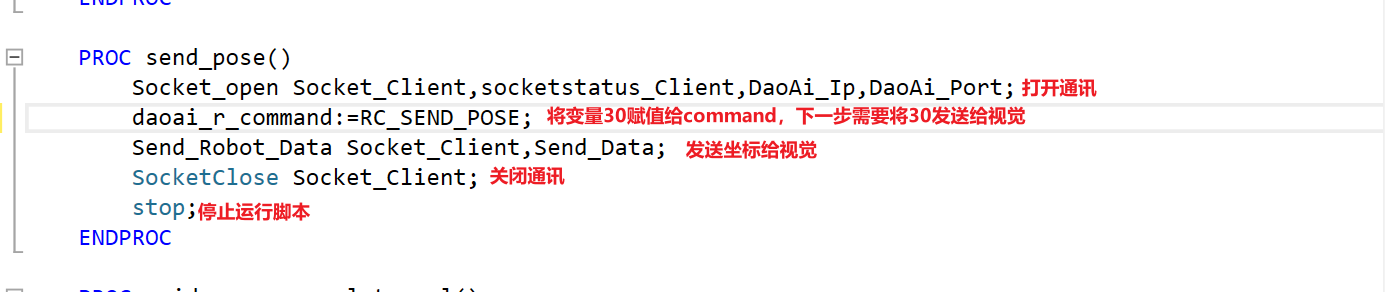 ENDPROC
PROC send_pose()
Socket_open Socket_Client,socketstatus_Client,DaoAi_Ip,DaoAi_Port; 打开通讯
daoai_r_command:=RC_SEND_POSE; 将变量30赋值给command，下一步需要将30发送给视觉
Send_Robot_Data Socket_Client,Send_Data; 发送坐标给视觉
SocketClose Socket_Client; 关闭通讯
stop;停止运行脚本
ENDPROC